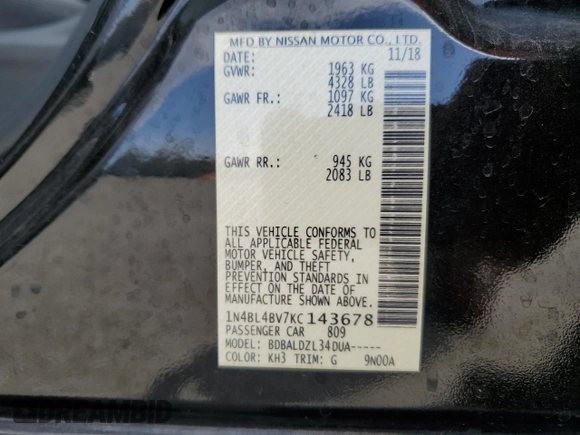 MFD BY NISSAN MOTOR CO., LTD.
DATE: 11/18
GVWR: 1963 KG
4328 LB
GAWR FR.: 1097 KG
2418 LB
GAWR RR.: 945 KG
2083 LB
THIS VEHICLE CONFORMS TO
ALL APPLICABLE FEDERAL
MOTOR VEHICLE SAFETY,
BUMPER, AND THEFT
PREVENTION STANDARDS IN
EFFECT ON THE DATE OF
MANUFACTURE SHOWN ABOVE.
1N4BL4BV7KC143678
PASSENGER CAR 809
MODEL: BDBALDZL34DUA-----
COLOR: KH3 TRIM: G 9N00A
DREAMBID